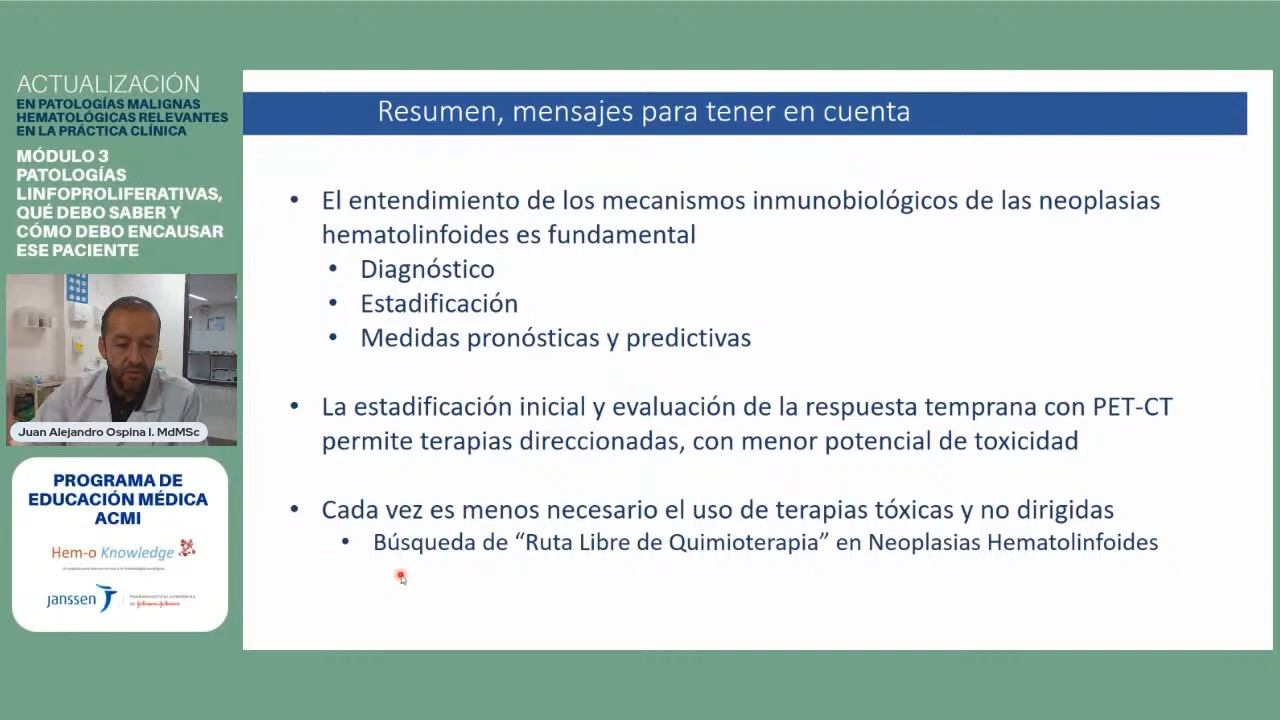 ACTUALIZACIÓN
EN PATOLOGÍAS MALIGNAS
HEMATOLÓGICAS RELEVANTES
EN LA PRÁCTICA CLÍNICA
MÓDULO 3
PATOLOGÍAS
LINFOPROLIFERATIVAS,
QUÉ DEBO SABER Y
CÓMO DEBO ENCAUSAR
ESE PACIENTE
Juan Alejandro Ospina I. MdMSc
PROGRAMA DE
EDUCACIÓN MÉDICA
ACMI
Hem-o Knowledge
janssen
PHARMACEUTICAL COMPANIES
OF Johnson & Johnson
Resumen, mensajes para tener en cuenta
• El entendimiento de los mecanismos inmunobiológicos de las neoplasias
hematolinfoides es fundamental
• Diagnóstico
• Estadificación
• Medidas pronósticas y predictivas
• La estadificación inicial y evaluación de la respuesta temprana con PET-CT
permite terapias direccionadas, con menor potencial de toxicidad
• Cada vez es menos necesario el uso de terapias tóxicas y no dirigidas
• Búsqueda de “Ruta Libre de Quimioterapia” en Neoplasias Hematolinfoides